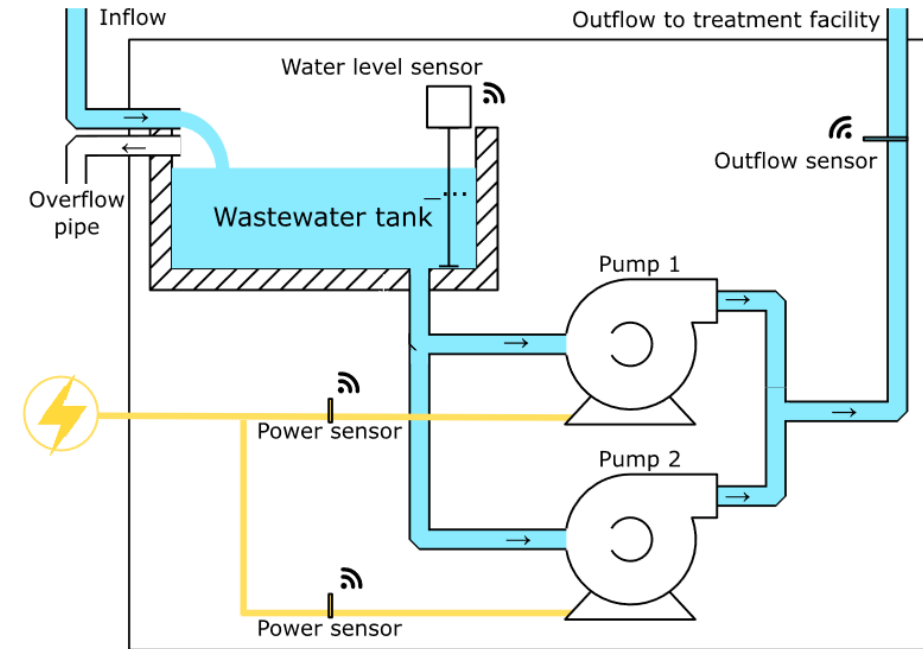 Inflow
Outflow to treatment facility
Water level sensor
Outflow sensor
Overflow
pipe
Wastewater tank
Pump 1
Power sensor
Pump 2
Power sensor